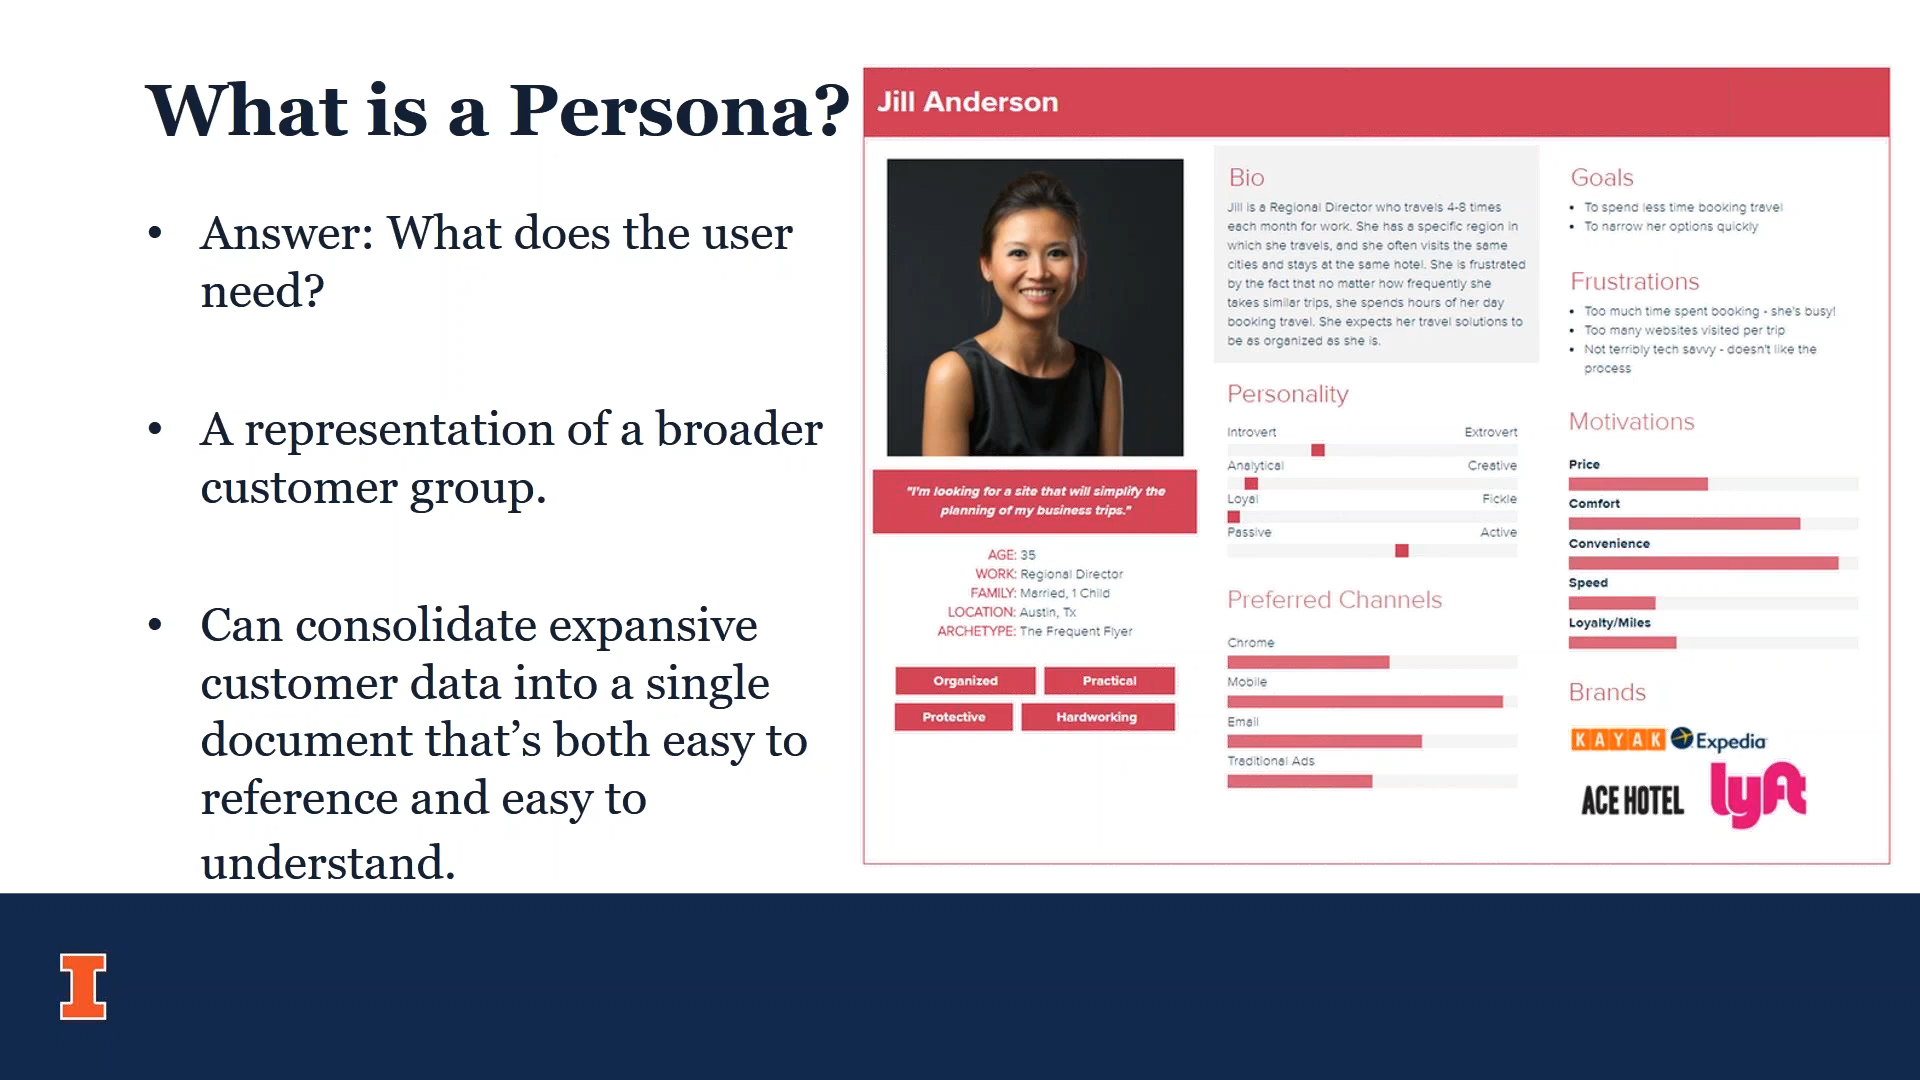 What is a Persona?
• Answer: What does the user
need?
• A representation of a broader
customer group.
• Can consolidate expansive
customer data into a single
document that’s both easy to
reference and easy to
understand.
Jill Anderson
"I'm looking for a site that will simplify the
planning of my business trips."
AGE: 35
WORK: Regional Director
FAMILY: Married, 1 Child
LOCATION: Austin, Tx
ARCHETYPE: The Frequent Flyer
Organized Practical
Protective Hardworking
Bio
Jill is a Regional Director who travels 4-8 times
each month for work. She has a specific region in
which she travels, and she often visits the same
cities and stays at the same hotel. She is frustrated
by the fact that no matter how frequently she
takes similar trips, she spends hours of her day
booking travel. She expects her travel solutions to
be as organized as she is.
Personality
Introvert Extrovert
Analytical Creative
Loyal Fickle
Passive Active
Preferred Channels
Chrome
Mobile
Email
Traditional Ads
Goals
• To spend less time booking travel
• To narrow her options quickly
Frustrations
• Too much time spent booking - she's busy!
• Too many websites visited per trip
• Not terribly tech savvy - doesn't like the
process
Motivations
Price
Comfort
Convenience
Speed
Loyalty/Miles
Brands
KAYAK Expedia
ACE HOTEL lyft
I